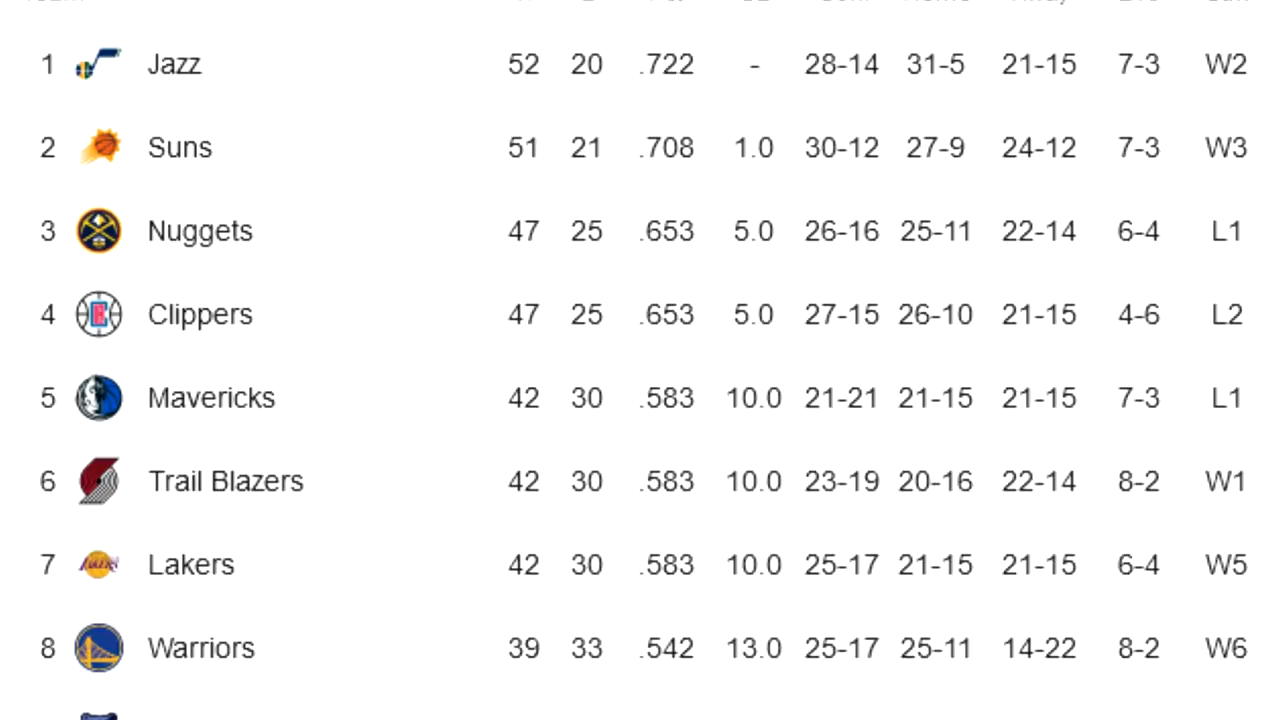 1 Jazz 52 20 .722 - 28-14 31-5 21-15 7-3 W2
2 Suns 51 21 .708 1.0 30-12 27-9 24-12 7-3 W3
3 Nuggets 47 25 .653 5.0 26-16 25-11 22-14 6-4 L1
4 Clippers 47 25 .653 5.0 27-15 26-10 21-15 4-6 L2
5 Mavericks 42 30 .583 10.0 21-21 21-15 21-15 7-3 L1
6 Trail Blazers 42 30 .583 10.0 23-19 20-16 22-14 8-2 W1
7 Lakers 42 30 .583 10.0 25-17 21-15 21-15 6-4 W5
8 Warriors 39 33 .542 13.0 25-17 25-11 14-22 8-2 W6